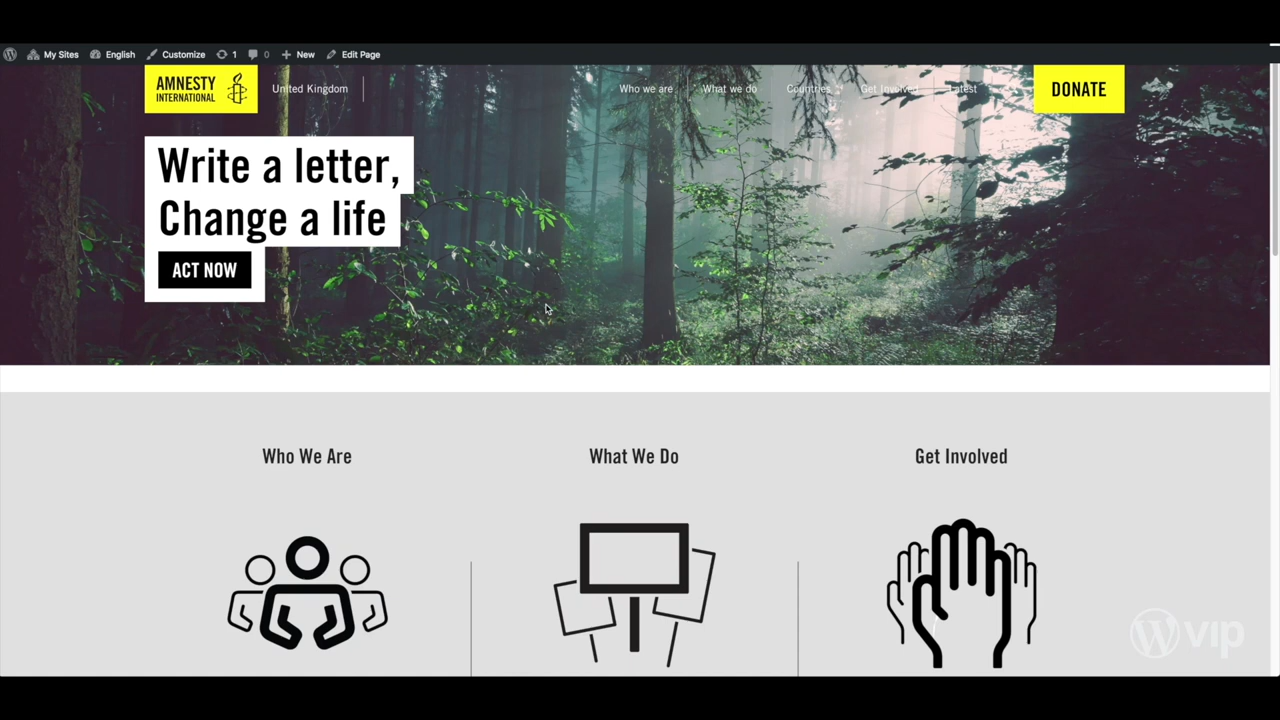 My Sites English Customize 1 0 New Edit Page
AMNESTY
INTERNATIONAL
United Kingdom
Who we are What we do Countries Get Involved Latest
DONATE
Write a letter,
Change a life
ACT NOW
Who We Are What We Do Get Involved
vip